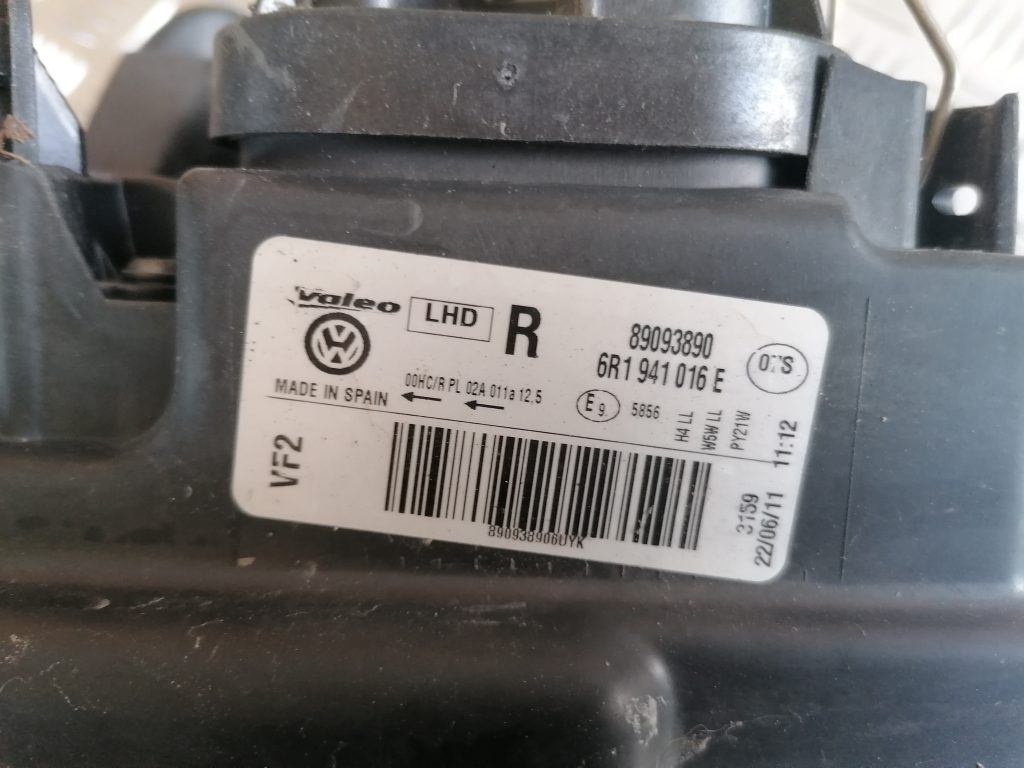 Valeo
LHD
R
89093890
6R1 941 016 E
MADE IN SPAIN
00HC/R PL 02A 011a 12,5
E9
5856
H4 LL
W5W LL
PY21W
VF2
890938906UYK
3159
22/06/11 11:12